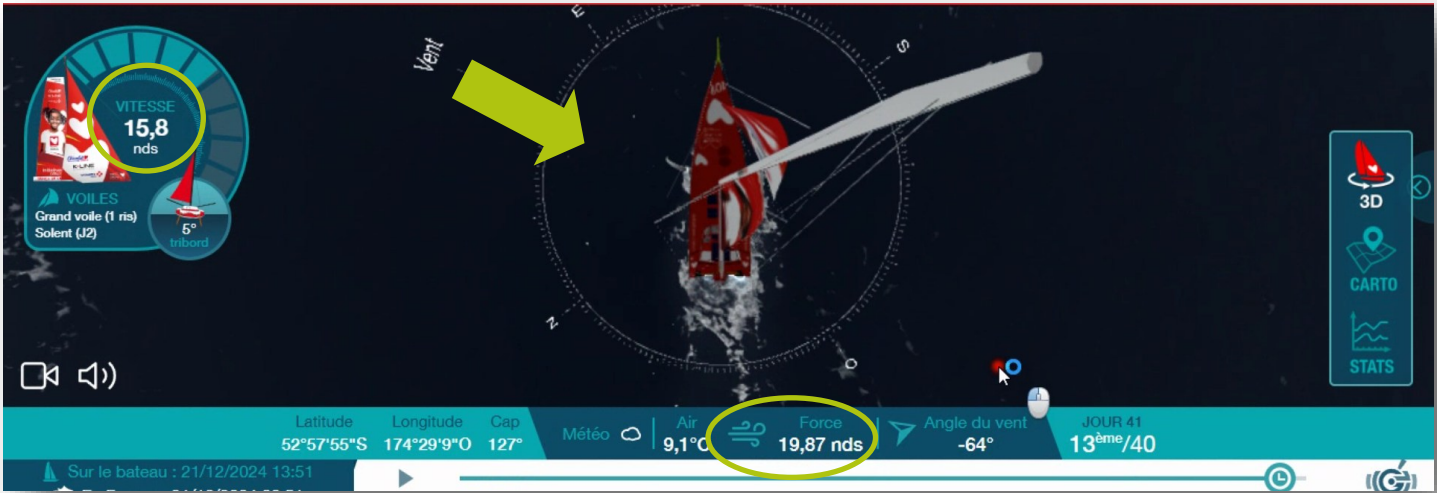 E
S
Vent
VITESSE
15,8
nds
K-LINE
VOILES
Grand voile (1 ris)
Solent (J2)
5°
tribord
N
O
3D
CARTO
STATS
Latitude
52°57'55"S
Longitude
174°29'9"O
Cap
127°
Météo
Air
9,1°C
Force
19,87 nds
Angle du vent
-64°
JOUR 41
13ème/40
Sur le bateau : 21/12/2024 13:51